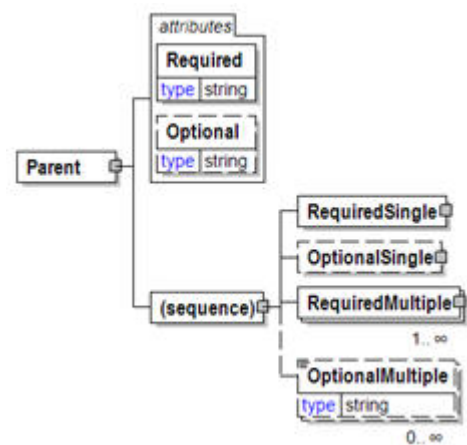 attributes
Required
type string
Optional
type string
Parent
RequiredSingle
OptionalSingle
(sequence)
RequiredMultiple
1.. ∞
OptionalMultiple
type string
0.. ∞